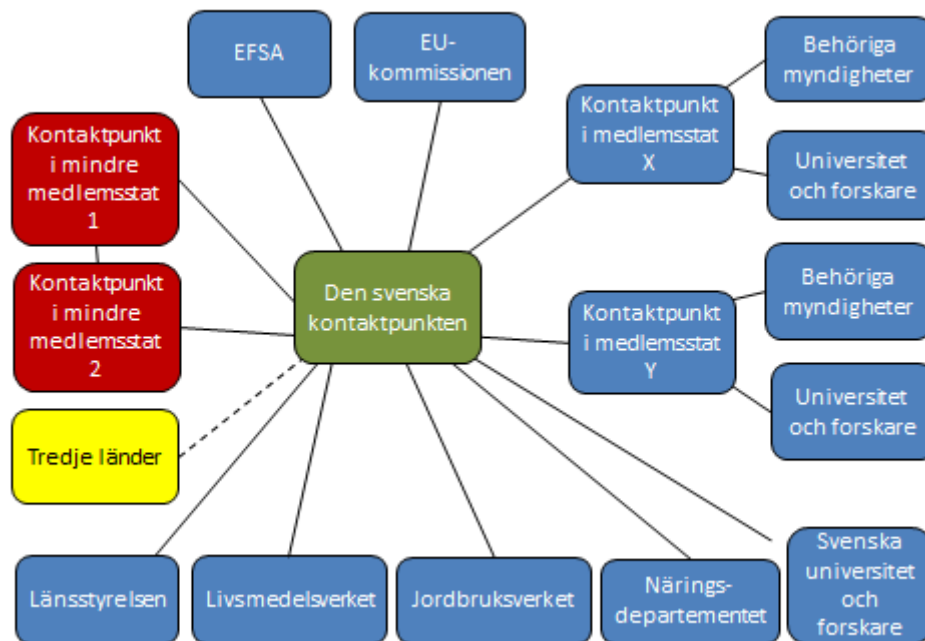 EFSA
EU-
kommissionen
Behöriga
myndigheter
Kontaktpunkt
i medlemsstat
X
Universitet
och forskare
Kontaktpunkt
i mindre
medlemsstat
1
Kontaktpunkt
i mindre
medlemsstat
2
Den svenska
kontaktpunkten
Kontaktpunkt
i medlemsstat
Y
Behöriga
myndigheter
Universitet
och forskare
Tredje länder
Länsstyrelsen
Livsmedelsverket
Jordbruksverket
Närings-
departementet
Svenska
universitet
och
forskare